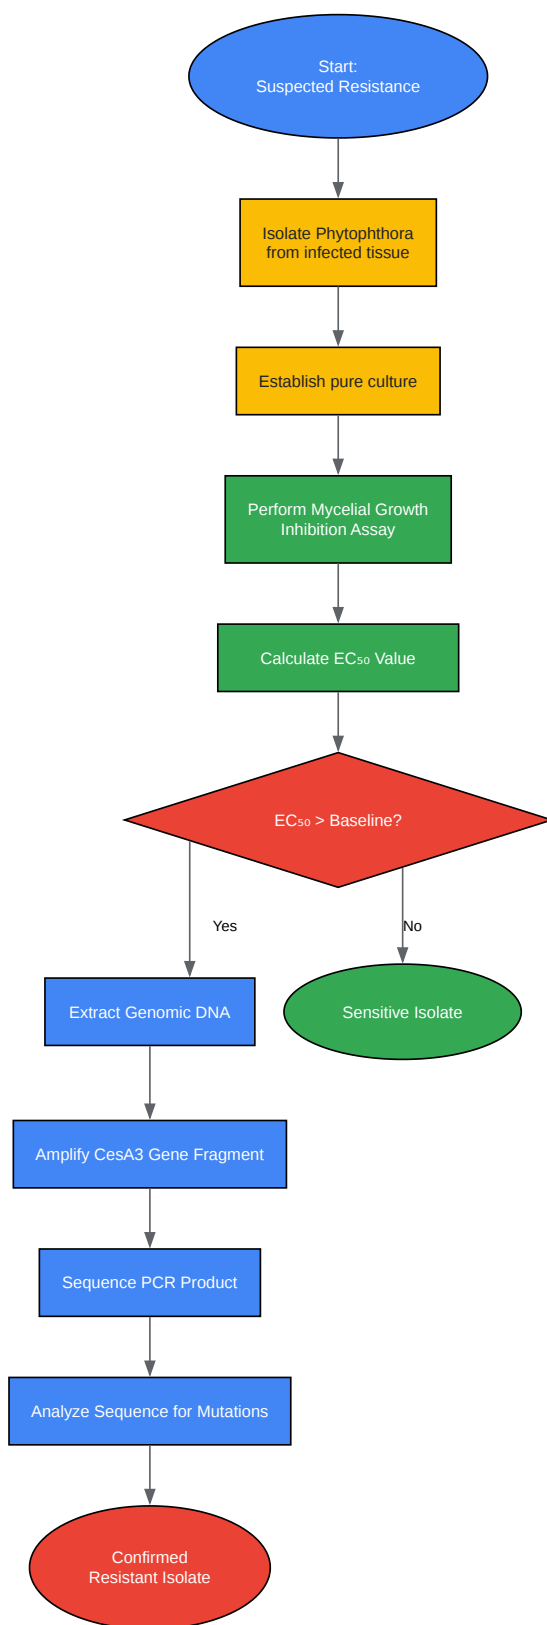 Start:
Suspected Resistance
Isolate Phytophthora
from infected tissue
Establish pure culture
Perform Mycelial Growth
Inhibition Assay
Calculate EC₅₀ Value
EC₅₀ > Baseline?
Yes
No
Extract Genomic DNA
Sensitive Isolate
Amplify CesA3 Gene Fragment
Sequence PCR Product
Analyze Sequence for Mutations
Confirmed
Resistant Isolate